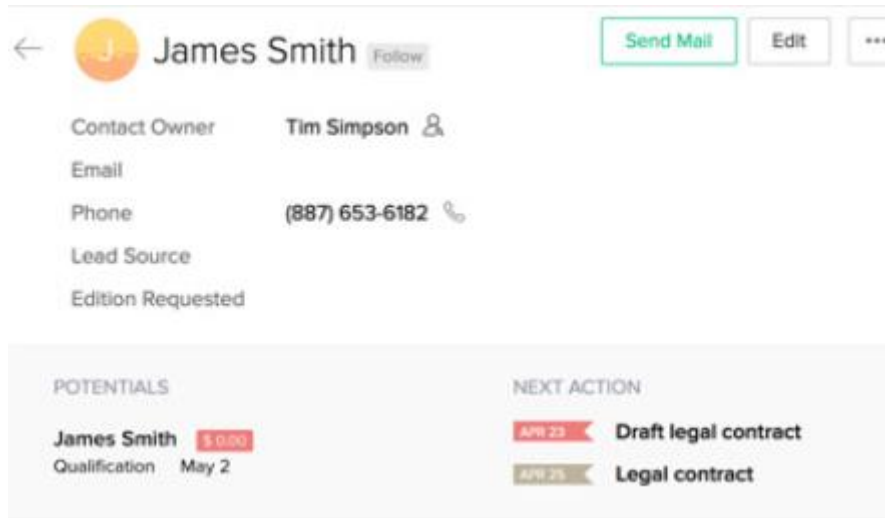 J
James Smith Follow
Send Mail Edit
Contact Owner Tim Simpson
Email
Phone (887) 653-6182
Lead Source
Edition Requested
POTENTIALS
James Smith $ 0.00
Qualification May 2
NEXT ACTION
APR 23 Draft legal contract
APR 25 Legal contract